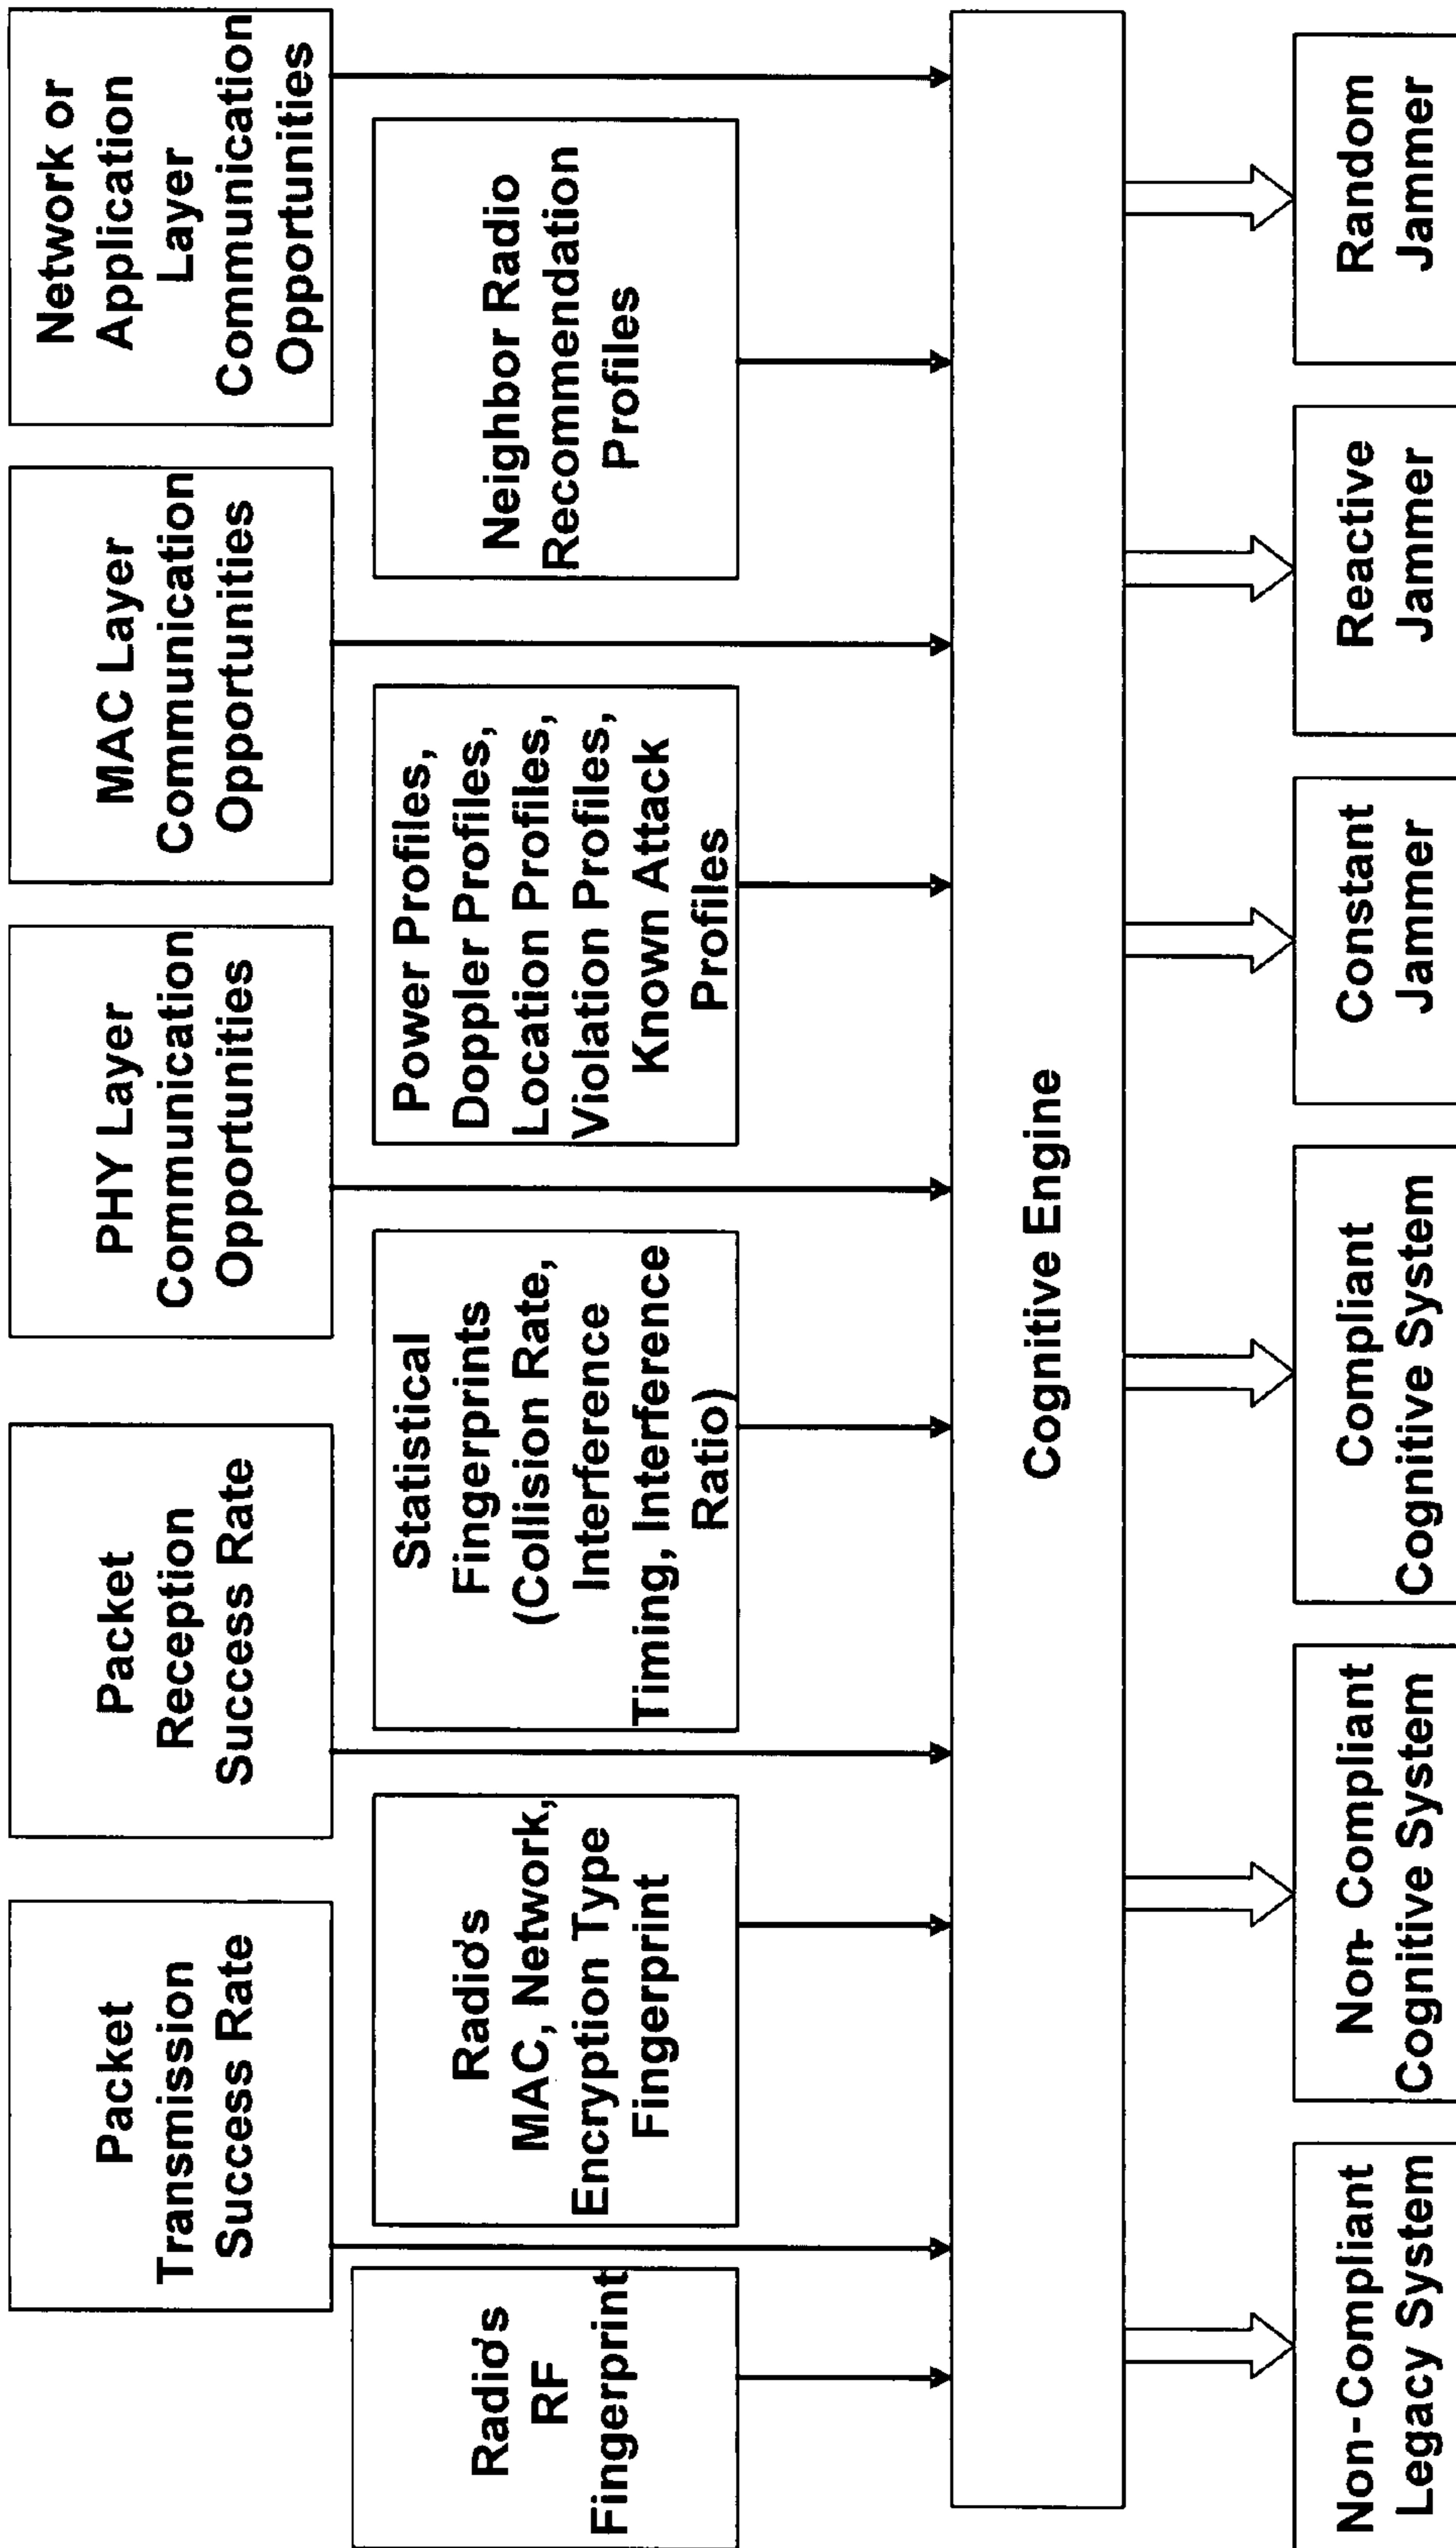 Packet
Transmission
Success Rate
Packet
Reception
Success Rate
PHY Layer
Communication
Opportunities
MAC Layer
Communication
Opportunities
Network or
Application
Layer
Communication
Opportunities
Radio's
RF
Fingerprint
Radio's
MAC, Network,
Encryption Type
Fingerprint
Statistical
Fingerprints
(Collision Rate,
Interference
Timing, Interference
Ratio)
Power Profiles,
Doppler Profiles,
Location Profiles,
Violation Profiles,
Known Attack
Profiles
Neighbor Radio
Recommendation
Profiles
Cognitive Engine
Non-Compliant
Legacy System
Non- Compliant
Cognitive System
Compliant
Cognitive System
Constant
Jammer
Reactive
Jammer
Random
Jammer